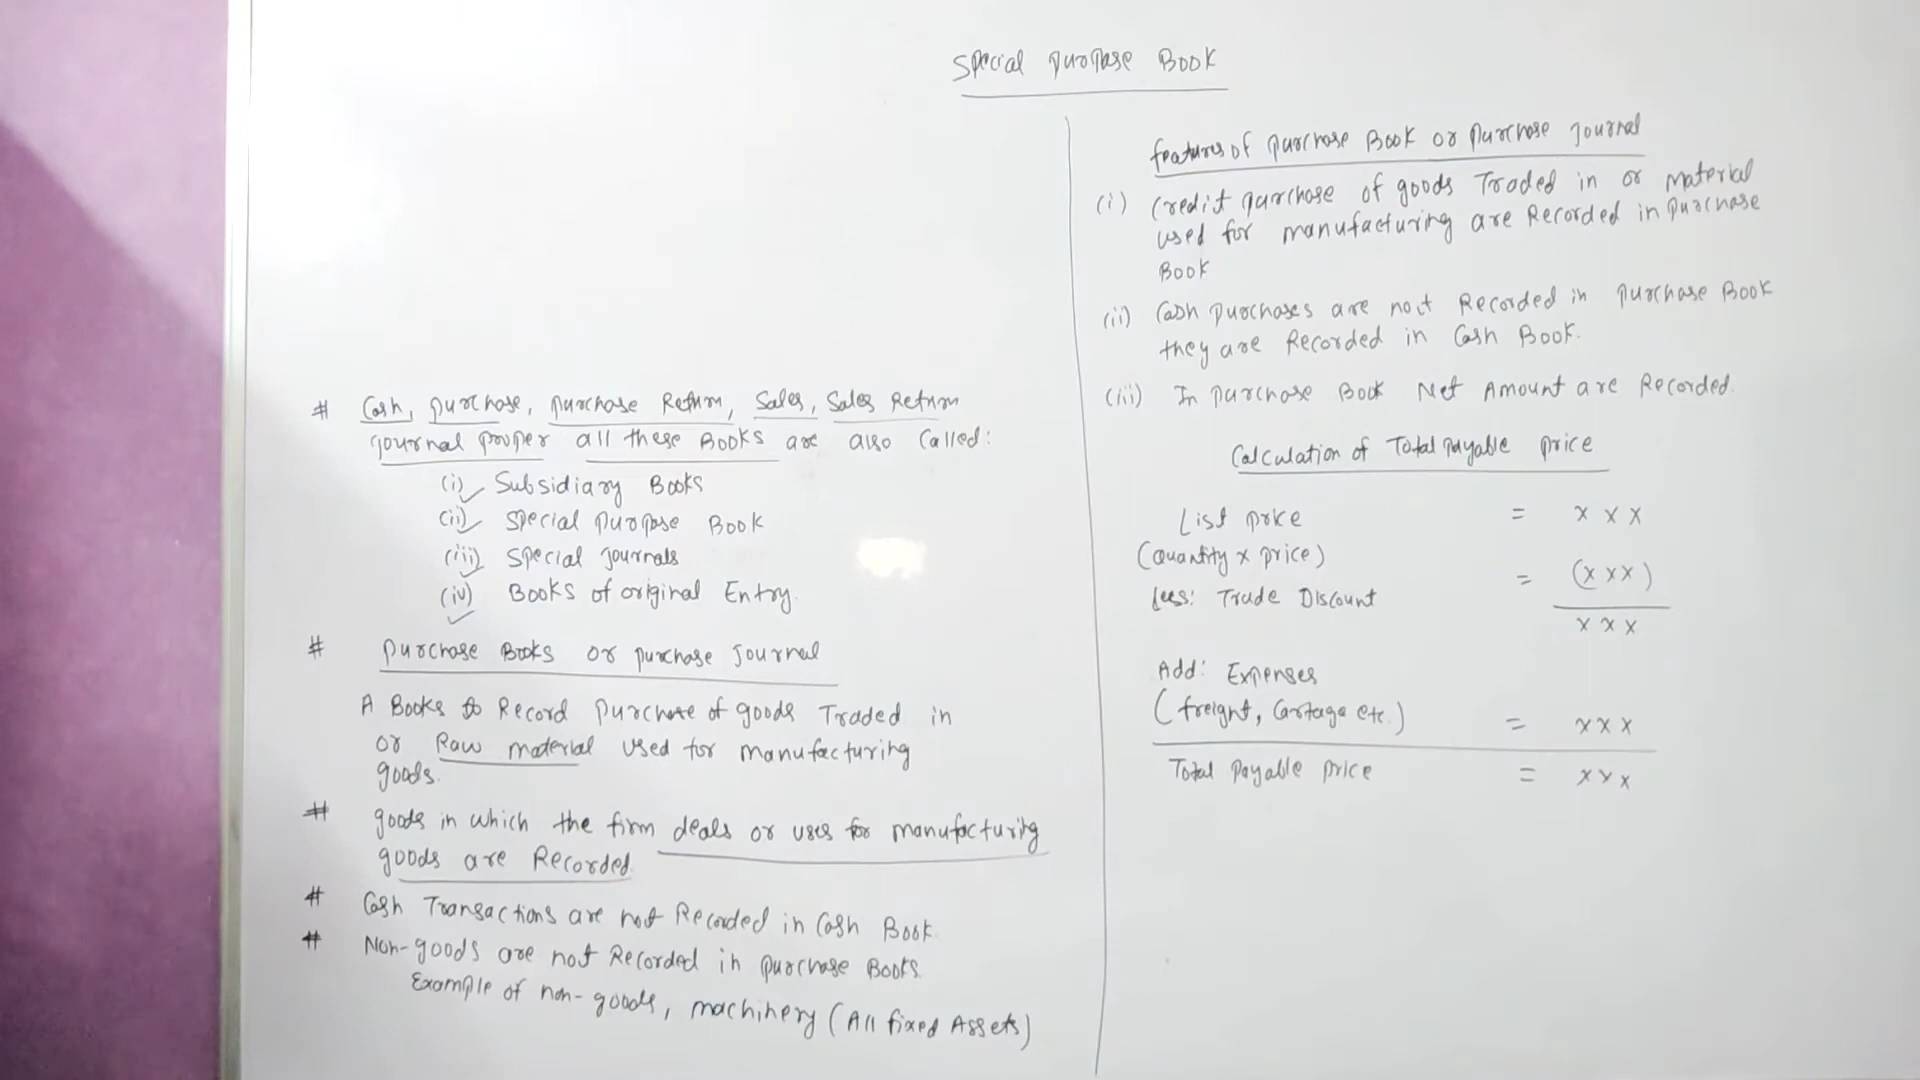 Special Purpose Book
# Cash, Purchase, Purchase Return, Sales, Sales Return
Journal proper all these Books are also Called:
(i) Subsidiary Books
(ii) Special Purpose Book
(iii) Special Journals
(iv) Books of original Entry.
# Purchase Books or purchase Journal
A Books to Record Purchase of goods Traded in
or Raw material used for manufacturing
goods.
# goods in which the firm deals or uses for manufacturing
goods are Recorded.
# Cash Transactions are not Recorded in Cash Book.
# Non-goods are not Recorded in Purchase Books.
Example of non-goods, machinery (All fixed Assets)
features of Purchase Book or Purchase Journal
(i) Credit purchase of goods Traded in or material
used for manufacturing are Recorded in Purchase
Book
(ii) Cash Purchases are not Recorded in Purchase Book
they are Recorded in Cash Book.
(iii) In Purchase Book Net Amount are Recorded.
Calculation of Total Payable Price
List price = x x x
(Quantity x price)
Less: Trade Discount = (x x x)
x x x
Add: Expenses
(freight, Cartage etc.) = x x x
Total Payable price = x x x